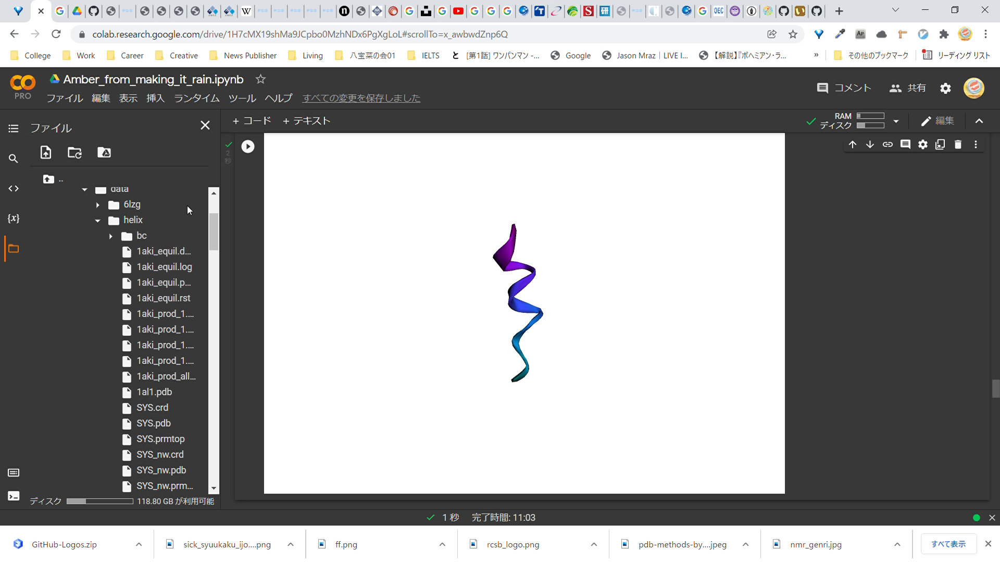 colab.research.google.com/drive/1H7cMX19shMa9JCpbo0MzhNDx6PgXgLoL#scrollTo=x_awbwdZnp6Q
College Work Career Creative News Publisher Living 八宝菜の会01 IELTS と [第1話] ワンパンマン -... Google Jason Mraz | LIVE I... 【解説】『ボヘミアン・ラ... » その他のブックマーク リーディング リスト
CO PRO
Amber_from_making_it_rain.ipynb
ファイル 編集 表示 挿入 ランタイム ツール ヘルプ すべての変更を保存しました
コメント 共有
ファイル
+ コード + テキスト
RAM
ディスク
編集
2
秒
..
data
6lzg
helix
bc
1aki_equil.d...
1aki_equil.log
1aki_equil.p...
1aki_equil.rst
1aki_prod_1....
1aki_prod_1....
1aki_prod_1....
1aki_prod_1....
1aki_prod_all...
1al1.pdb
SYS.crd
SYS.pdb
SYS.prmtop
SYS_nw.crd
SYS_nw.pdb
SYS_nw.prm...
ディスク 118.80 GB が利用可能
1 秒 完了時間: 11:03
GitHub-Logos.zip sick_syuukaku_ijo....png ff.png rcsb_logo.png pdb-methods-by....jpeg nmr_genri.jpg すべて表示